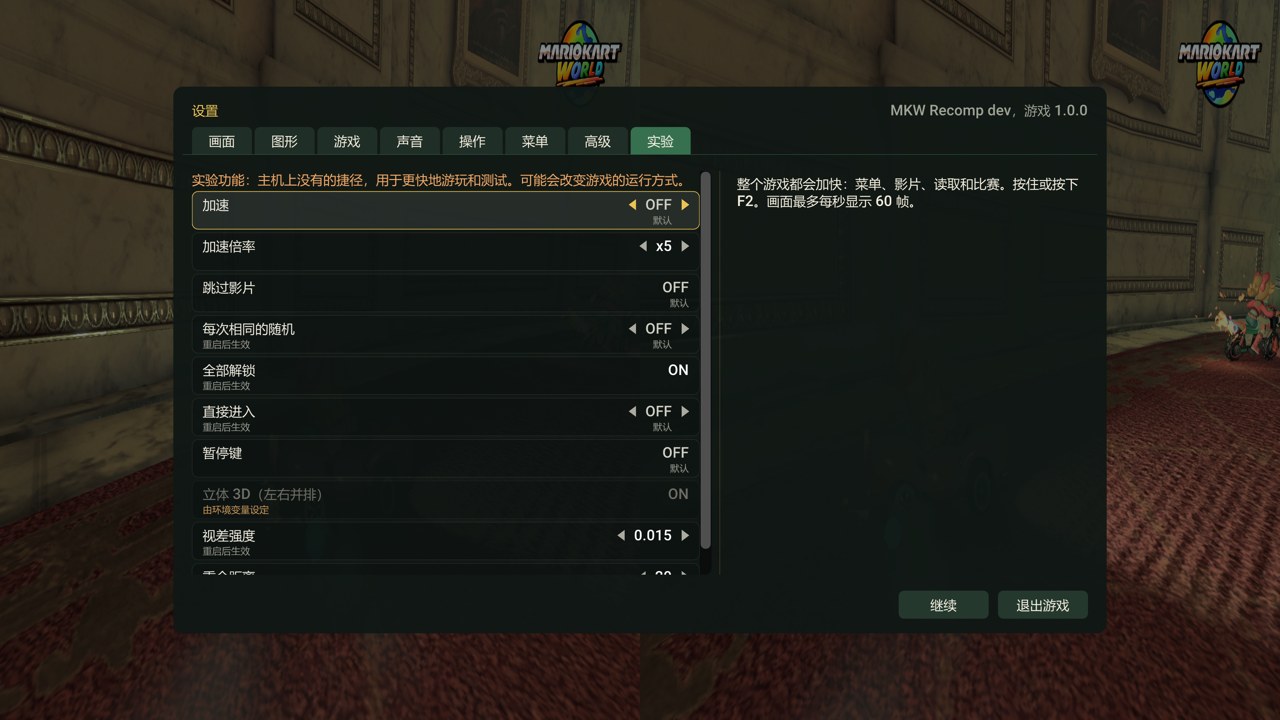 MARIOKART
WORLD
MARIOKART
WORLD
设置
MKW Recomp dev，游戏 1.0.0
画面 图形 游戏 声音 操作 菜单 高级 实验
实验功能：主机上没有的捷径，用于更快地游玩和测试。可能会改变游戏的运行方式。
加速
OFF
默认
加速倍率
x5
跳过影片
OFF
默认
每次相同的随机
重启后生效
OFF
默认
全部解锁
重启后生效
ON
直接进入
重启后生效
OFF
默认
暂停键
OFF
默认
立体 3D（左右并排）
由环境变量设定
ON
视差强度
重启后生效
0.015
整个游戏都会加快：菜单、影片、读取和比赛。按住或按下
F2。画面最多每秒显示 60 帧。
继续
退出游戏